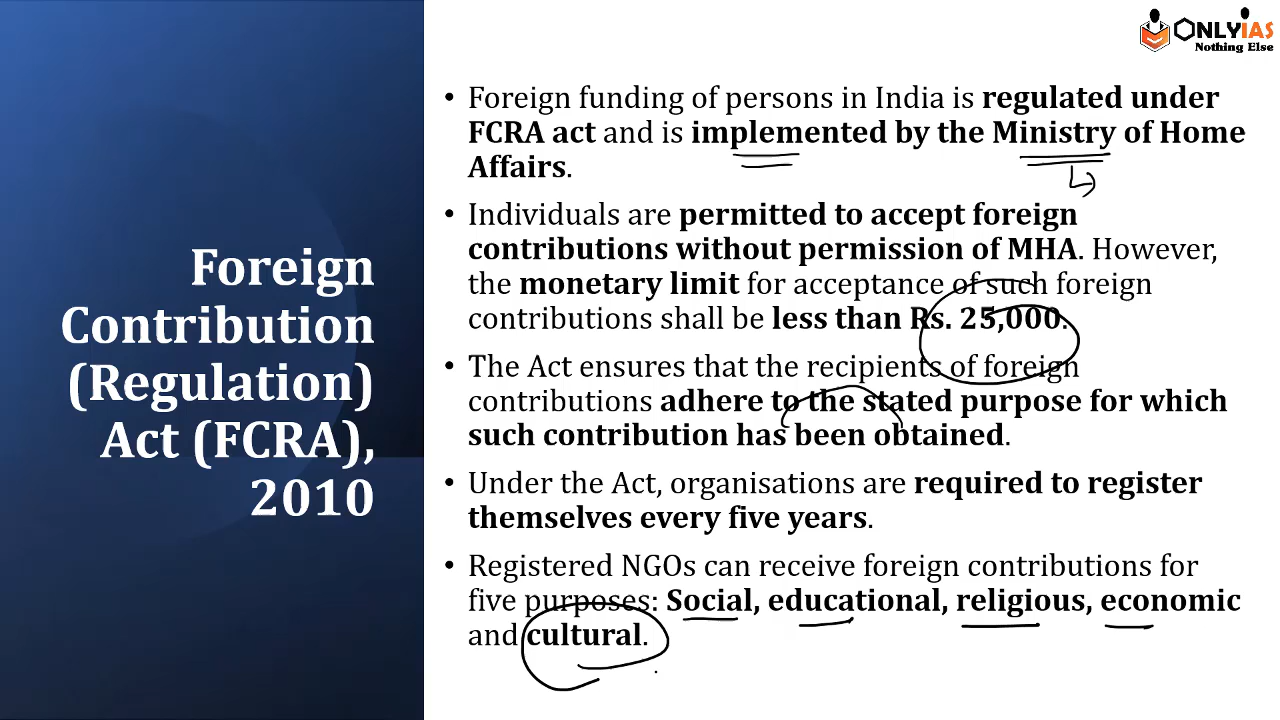 ONLYIAS
Nothing Else
Foreign
Contribution
(Regulation)
Act (FCRA),
2010
• Foreign funding of persons in India is regulated under
FCRA act and is implemented by the Ministry of Home
Affairs.
• Individuals are permitted to accept foreign
contributions without permission of MHA. However,
the monetary limit for acceptance of such foreign
contributions shall be less than Rs. 25,000.
• The Act ensures that the recipients of foreign
contributions adhere to the stated purpose for which
such contribution has been obtained.
• Under the Act, organisations are required to register
themselves every five years.
• Registered NGOs can receive foreign contributions for
five purposes: Social, educational, religious, economic
and cultural.